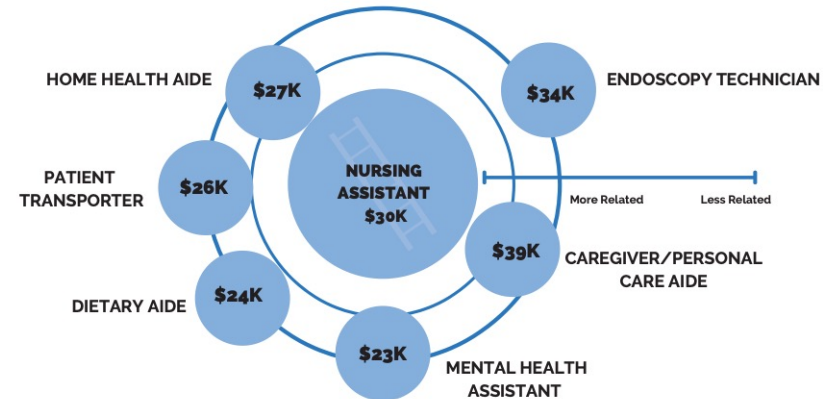 HOME HEALTH AIDE
$27K
$34K
ENDOSCOPY TECHNICIAN
PATIENT
TRANSPORTER
$26K
NURSING
ASSISTANT
$30K
More Related
Less Related
$39K
CAREGIVER/PERSONAL
CARE AIDE
DIETARY AIDE
$24K
$23K
MENTAL HEALTH
ASSISTANT